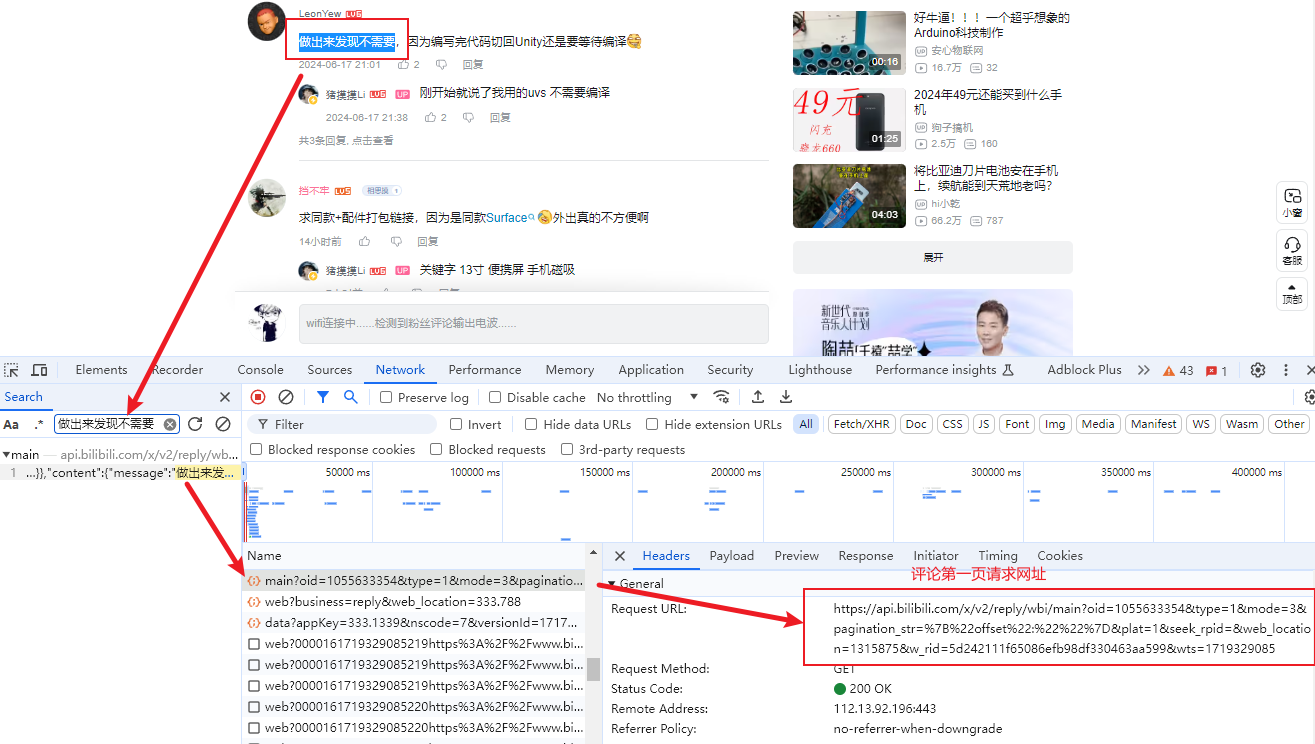 LeonYew LV6
做出来发现不需要，因为编写完代码切回Unity还是要等待编译
2024-06-17 21:01 2 回复
猪摸摸Li LV6 UP 刚开始就说了我用的uvs 不需要编译
2024-06-17 21:38 2 回复
共3条回复, 点击查看
挡不牢 LV5 相思操 1
求同款+配件打包链接，因为是同款Surface 外出真的不方便啊
14小时前 回复
猪摸摸Li LV6 UP 关键字 13寸 便携屏 手机磁吸
wifi连接中......检测到粉丝评论输出电波......
好牛逼！！！一个超乎想象的
Arduino科技制作
UP 安心物联网
16.7万 32
00:16
49元
闪充
骁龙660
01:25
2024年49元还能买到什么手
机
UP 狗子搞机
2.5万 160
04:03
将比亚迪刀片电池安在手机
上，续航能到天荒地老吗？
UP hi小乾
66.2万 787
展开
新世代
音乐人计划
陶喆
小窗
客服
顶部
Elements Recorder Console Sources Network Performance Memory Application Security Lighthouse Performance insights Adblock Plus 43 1
Search
Preserve log Disable cache No throttling
Aa .* 做出来发现不需要
Filter Invert Hide data URLs Hide extension URLs All Fetch/XHR Doc CSS JS Font Img Media Manifest WS Wasm Other
Blocked response cookies Blocked requests 3rd-party requests
main — api.bilibili.com/x/v2/reply/wb...
1 ...}},"content":{"message":"做出来发...
50000 ms 100000 ms 150000 ms 200000 ms 250000 ms 300000 ms 350000 ms 400000 ms
Name
main?oid=1055633354&type=1&mode=3&paginatio...
web?business=reply&web_location=333.788
data?appKey=333.1339&nscode=7&versionId=1717...
web?0000161719329085219https%3A%2F%2Fwww.bi...
web?0000161719329085219https%3A%2F%2Fwww.bi...
web?0000161719329085219https%3A%2F%2Fwww.bi...
web?0000161719329085220https%3A%2F%2Fwww.bi...
web?0000161719329085220https%3A%2F%2Fwww.bi...
Headers Payload Preview Response Initiator Timing Cookies
评论第一页请求网址
General
Request URL:
https://api.bilibili.com/x/v2/reply/wbi/main?oid=1055633354&type=1&mode=3&
pagination_str=%7B%22offset%22:%22%22%7D&plat=1&seek_rpid=&web_locatio
n=1315875&w_rid=5d242111f65086efb98df330463aa599&wts=1719329085
Request Method: GET
Status Code: 200 OK
Remote Address: 112.13.92.196:443
Referrer Policy: no-referrer-when-downgrade